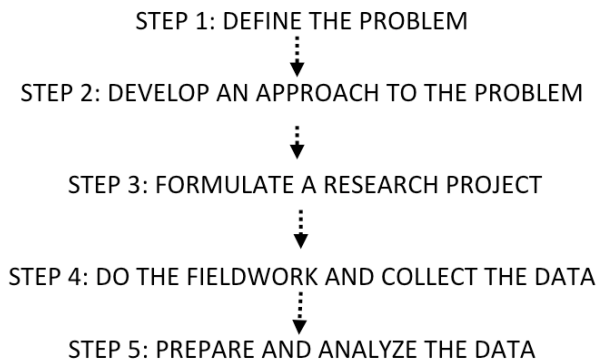 STEP 1: DEFINE THE PROBLEM
STEP 2: DEVELOP AN APPROACH TO THE PROBLEM
STEP 3: FORMULATE A RESEARCH PROJECT
STEP 4: DO THE FIELDWORK AND COLLECT THE DATA
STEP 5: PREPARE AND ANALYZE THE DATA